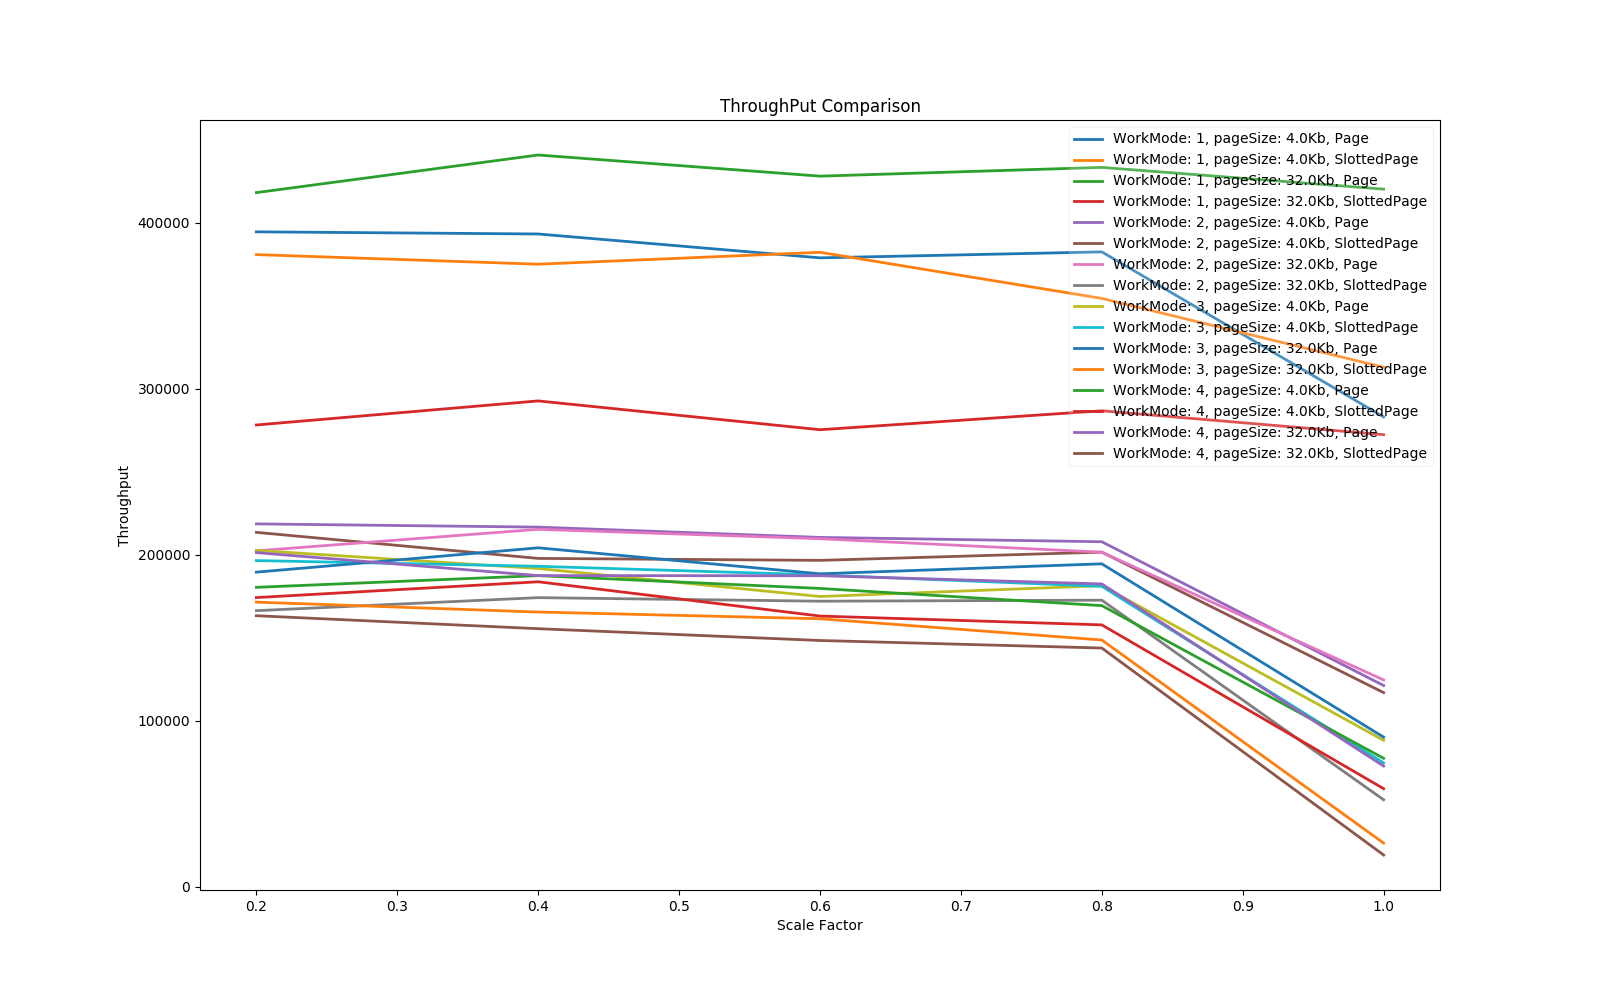 ThroughPut Comparison
WorkMode: 1, pageSize: 4.0Kb, Page
WorkMode: 1, pageSize: 4.0Kb, SlottedPage
WorkMode: 1, pageSize: 32.0Kb, Page
WorkMode: 1, pageSize: 32.0Kb, SlottedPage
WorkMode: 2, pageSize: 4.0Kb, Page
WorkMode: 2, pageSize: 4.0Kb, SlottedPage
WorkMode: 2, pageSize: 32.0Kb, Page
WorkMode: 2, pageSize: 32.0Kb, SlottedPage
WorkMode: 3, pageSize: 4.0Kb, Page
WorkMode: 3, pageSize: 4.0Kb, SlottedPage
WorkMode: 3, pageSize: 32.0Kb, Page
WorkMode: 3, pageSize: 32.0Kb, SlottedPage
WorkMode: 4, pageSize: 4.0Kb, Page
WorkMode: 4, pageSize: 4.0Kb, SlottedPage
WorkMode: 4, pageSize: 32.0Kb, Page
WorkMode: 4, pageSize: 32.0Kb, SlottedPage
400000
300000
200000
100000
0
Throughput
0.2 0.3 0.4 0.5 0.6 0.7 0.8 0.9 1.0
Scale Factor